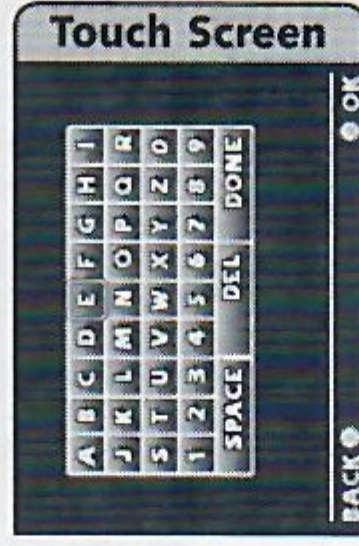 Touch Screen
A B C D E F G H I
J K L M N O P Q R
S T U V W X Y Z 0
1 2 3 4 5 6 7 8 9
SPACE DEL DONE
BACK OK